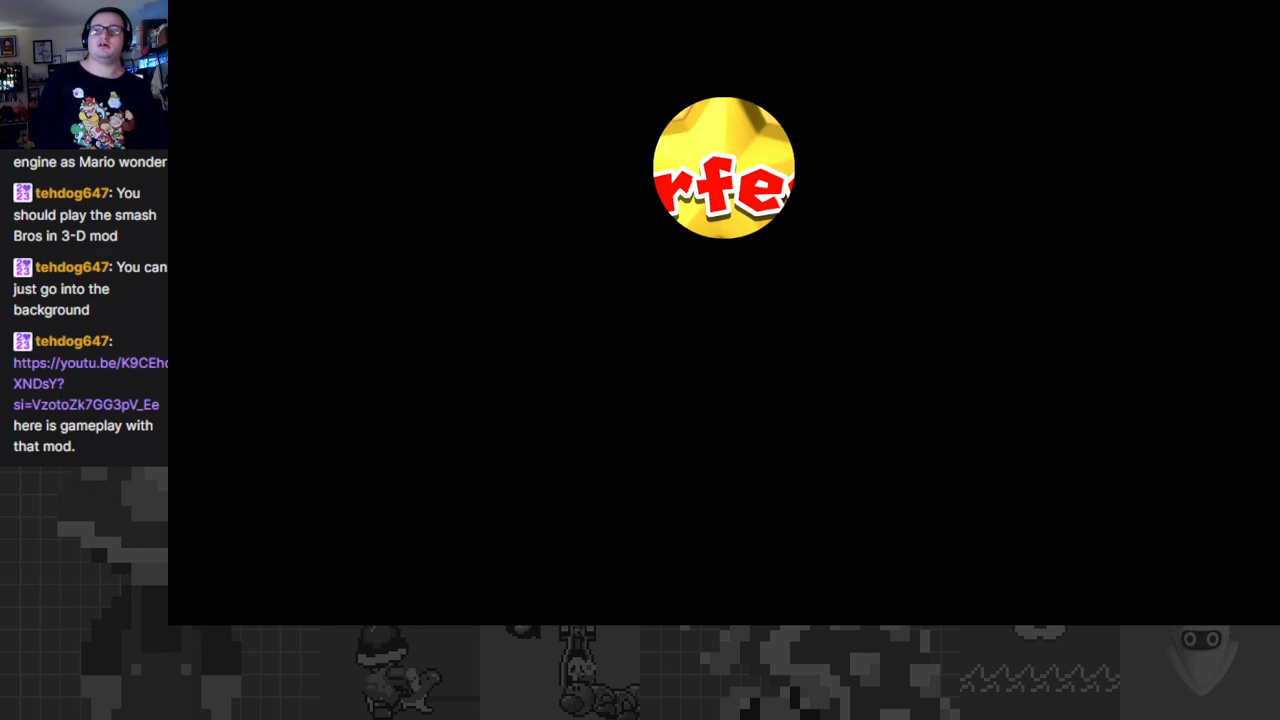 engine as Mario wonder
tehdog647: You
should play the smash
Bros in 3-D mod
tehdog647: You can
just go into the
background
tehdog647:
https://youtu.be/K9CEh
XNDsY?
si=VzotoZk7GG3pV_Ee
here is gameplay with
that mod.
rfe